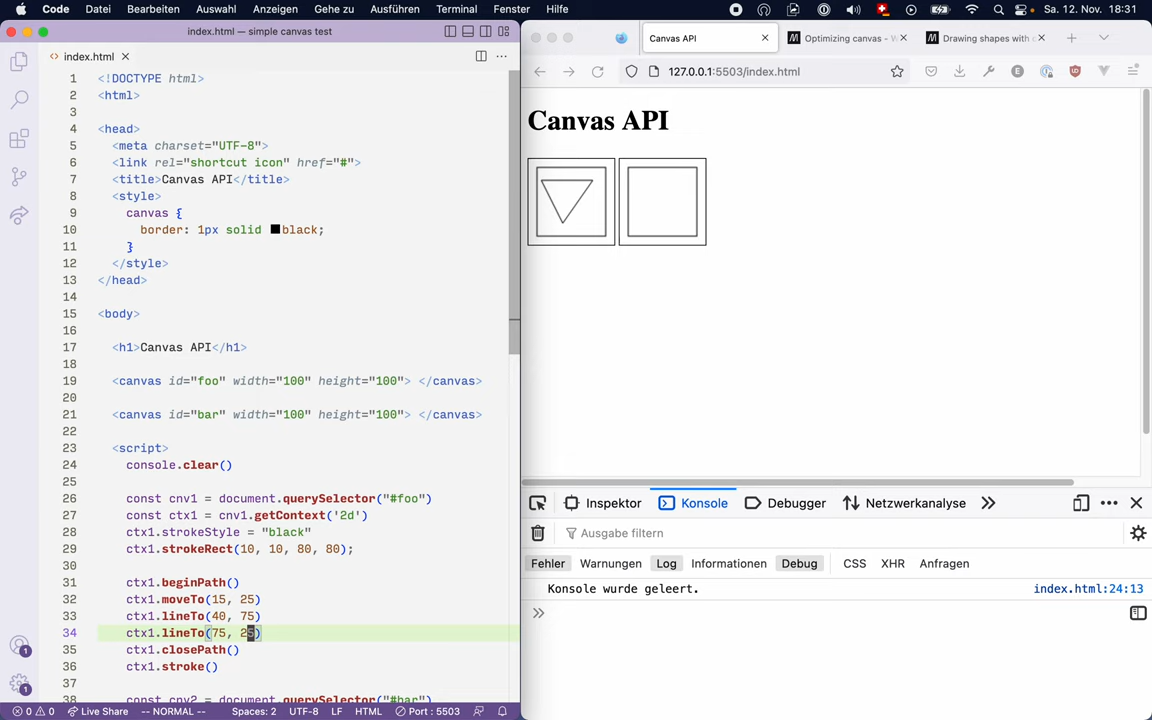 Code Datei Bearbeiten Auswahl Anzeigen Gehe zu Ausführen Terminal Fenster Hilfe Sa. 12. Nov. 18:31
index.html — simple canvas test
index.html
1 <!DOCTYPE html>
2 <html>
3
4 <head>
5 <meta charset="UTF-8">
6 <link rel="shortcut icon" href="#">
7 <title>Canvas API</title>
8 <style>
9 canvas {
10 border: 1px solid black;
11 }
12 </style>
13 </head>
14
15 <body>
16
17 <h1>Canvas API</h1>
18
19 <canvas id="foo" width="100" height="100"> </canvas>
20
21 <canvas id="bar" width="100" height="100"> </canvas>
22
23 <script>
24 console.clear()
25
26 const cnv1 = document.querySelector("#foo")
27 const ctx1 = cnv1.getContext('2d')
28 ctx1.strokeStyle = "black"
29 ctx1.strokeRect(10, 10, 80, 80);
30
31 ctx1.beginPath()
32 ctx1.moveTo(15, 25)
33 ctx1.lineTo(40, 75)
34 ctx1.lineTo(75, 25)
35 ctx1.closePath()
36 ctx1.stroke()
37
38 const cnv2 = document.querySelector("#bar")
1
1
0 0 Live Share -- NORMAL -- Spaces: 2 UTF-8 LF HTML Port : 5503
Canvas API Optimizing canvas - Drawing shapes with
127.0.0.1:5503/index.html
Canvas API
Inspektor Konsole Debugger Netzwerkanalyse
Ausgabe filtern
Fehler Warnungen Log Informationen Debug CSS XHR Anfragen
Konsole wurde geleert. index.html:24:13